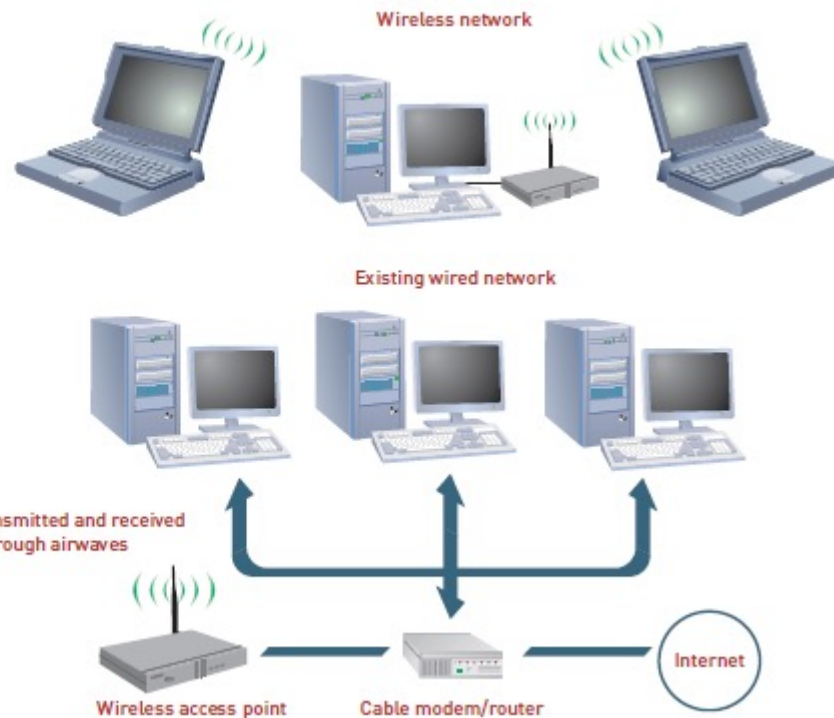 Wireless network
Existing wired network
nsmitted and received
rough airwaves
Internet
Wireless access point
Cable modem/router